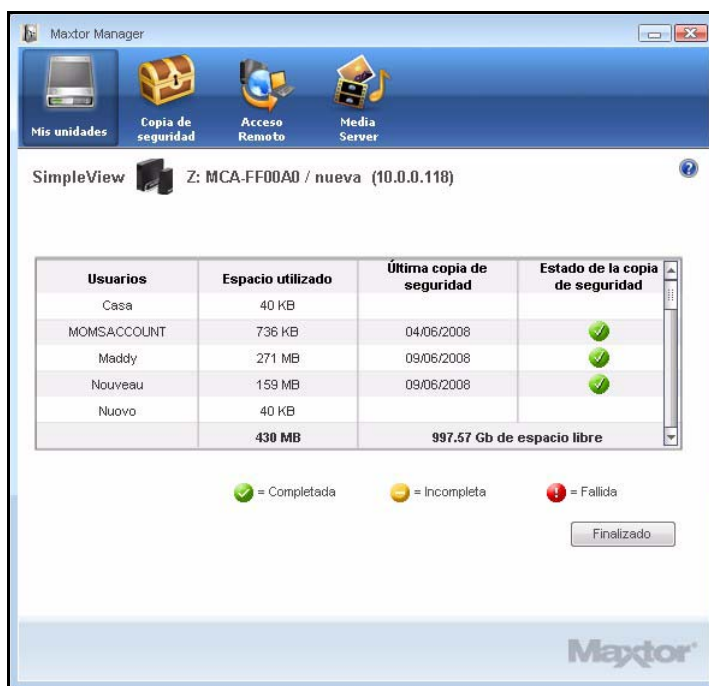 Maxtor Manager
Mis unidades
Copia de
seguridad
Acceso
Remoto
Media
Server
SimpleView Z: MCA-FF00A0 / nueva (10.0.0.118)
Usuarios Espacio utilizado Última copia de seguridad Estado de la copia de seguridad
Casa 40 KB
MOMSACCOUNT 736 KB 04/06/2008
Maddy 271 MB 09/06/2008
Nouveau 159 MB 09/06/2008
Nuovo 40 KB
430 MB 997.57 Gb de espacio libre
= Completada = Incompleta = Fallida
Finalizado
Maxtor